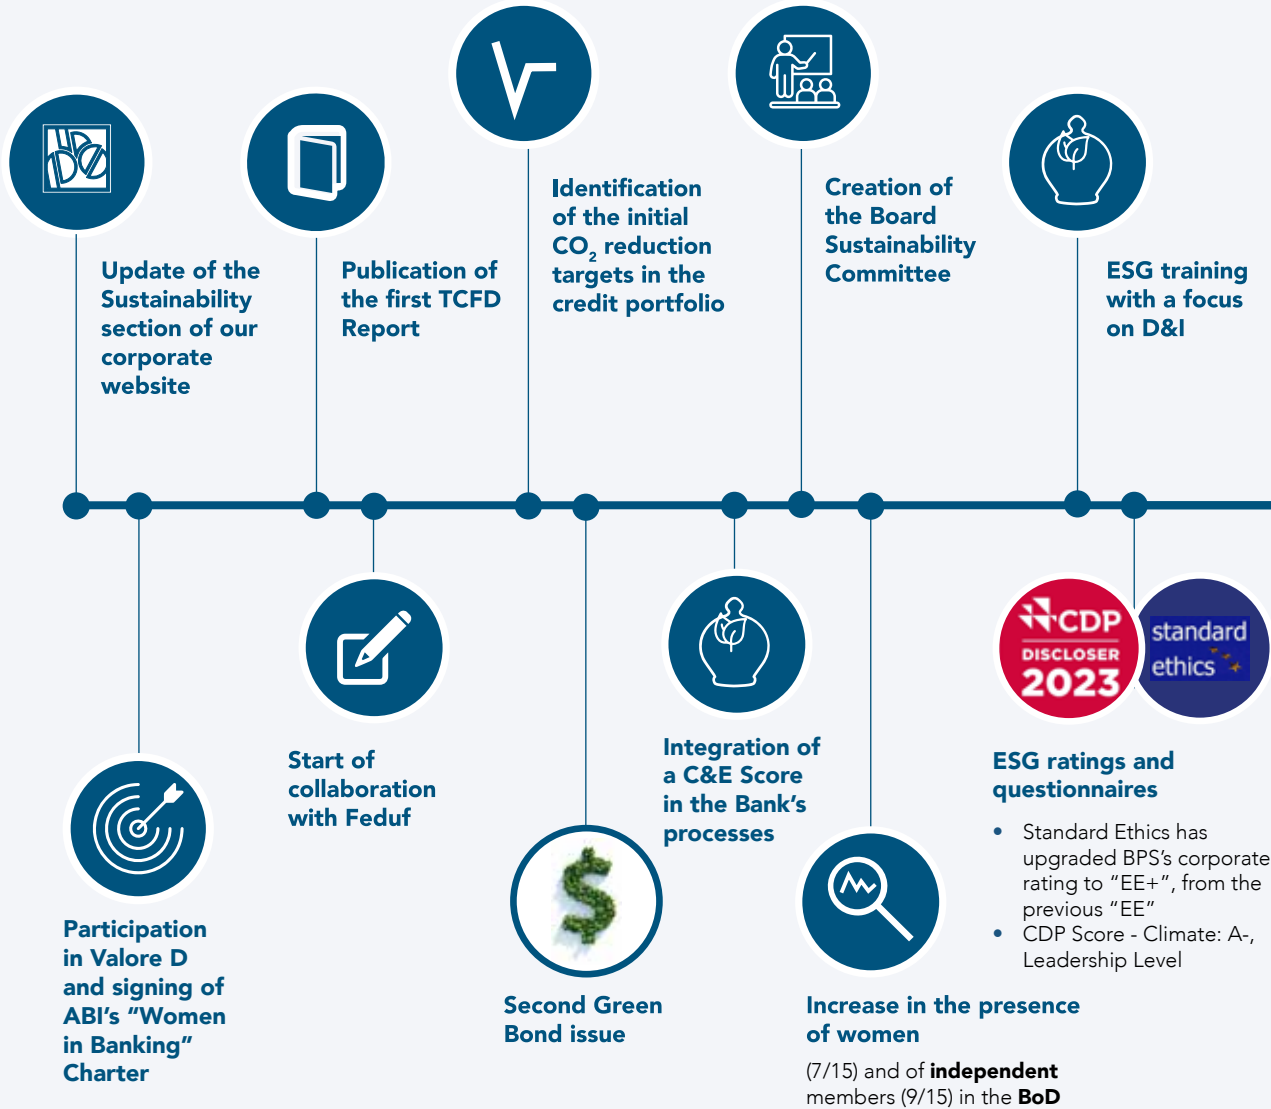 Update of the
Sustainability
section of our
corporate
website
Publication of
the first TCFD
Report
Identification
of the initial
CO₂ reduction
targets in the
credit portfolio
Creation of
the Board
Sustainability
Committee
ESG training
with a focus
on D&I
Participation
in Valore D
and signing of
ABI's “Women
in Banking”
Charter
Start of
collaboration
with Feduf
Second Green
Bond issue
Integration of
a C&E Score
in the Bank's
processes
Increase in the presence
of women
(7/15) and of independent
members (9/15) in the BoD
CDP
DISCLOSER
2023
standard
ethics
ESG ratings and
questionnaires
• Standard Ethics has
upgraded BPS's corporate
rating to “EE+”, from the
previous “EE”
• CDP Score - Climate: A-,
Leadership Level